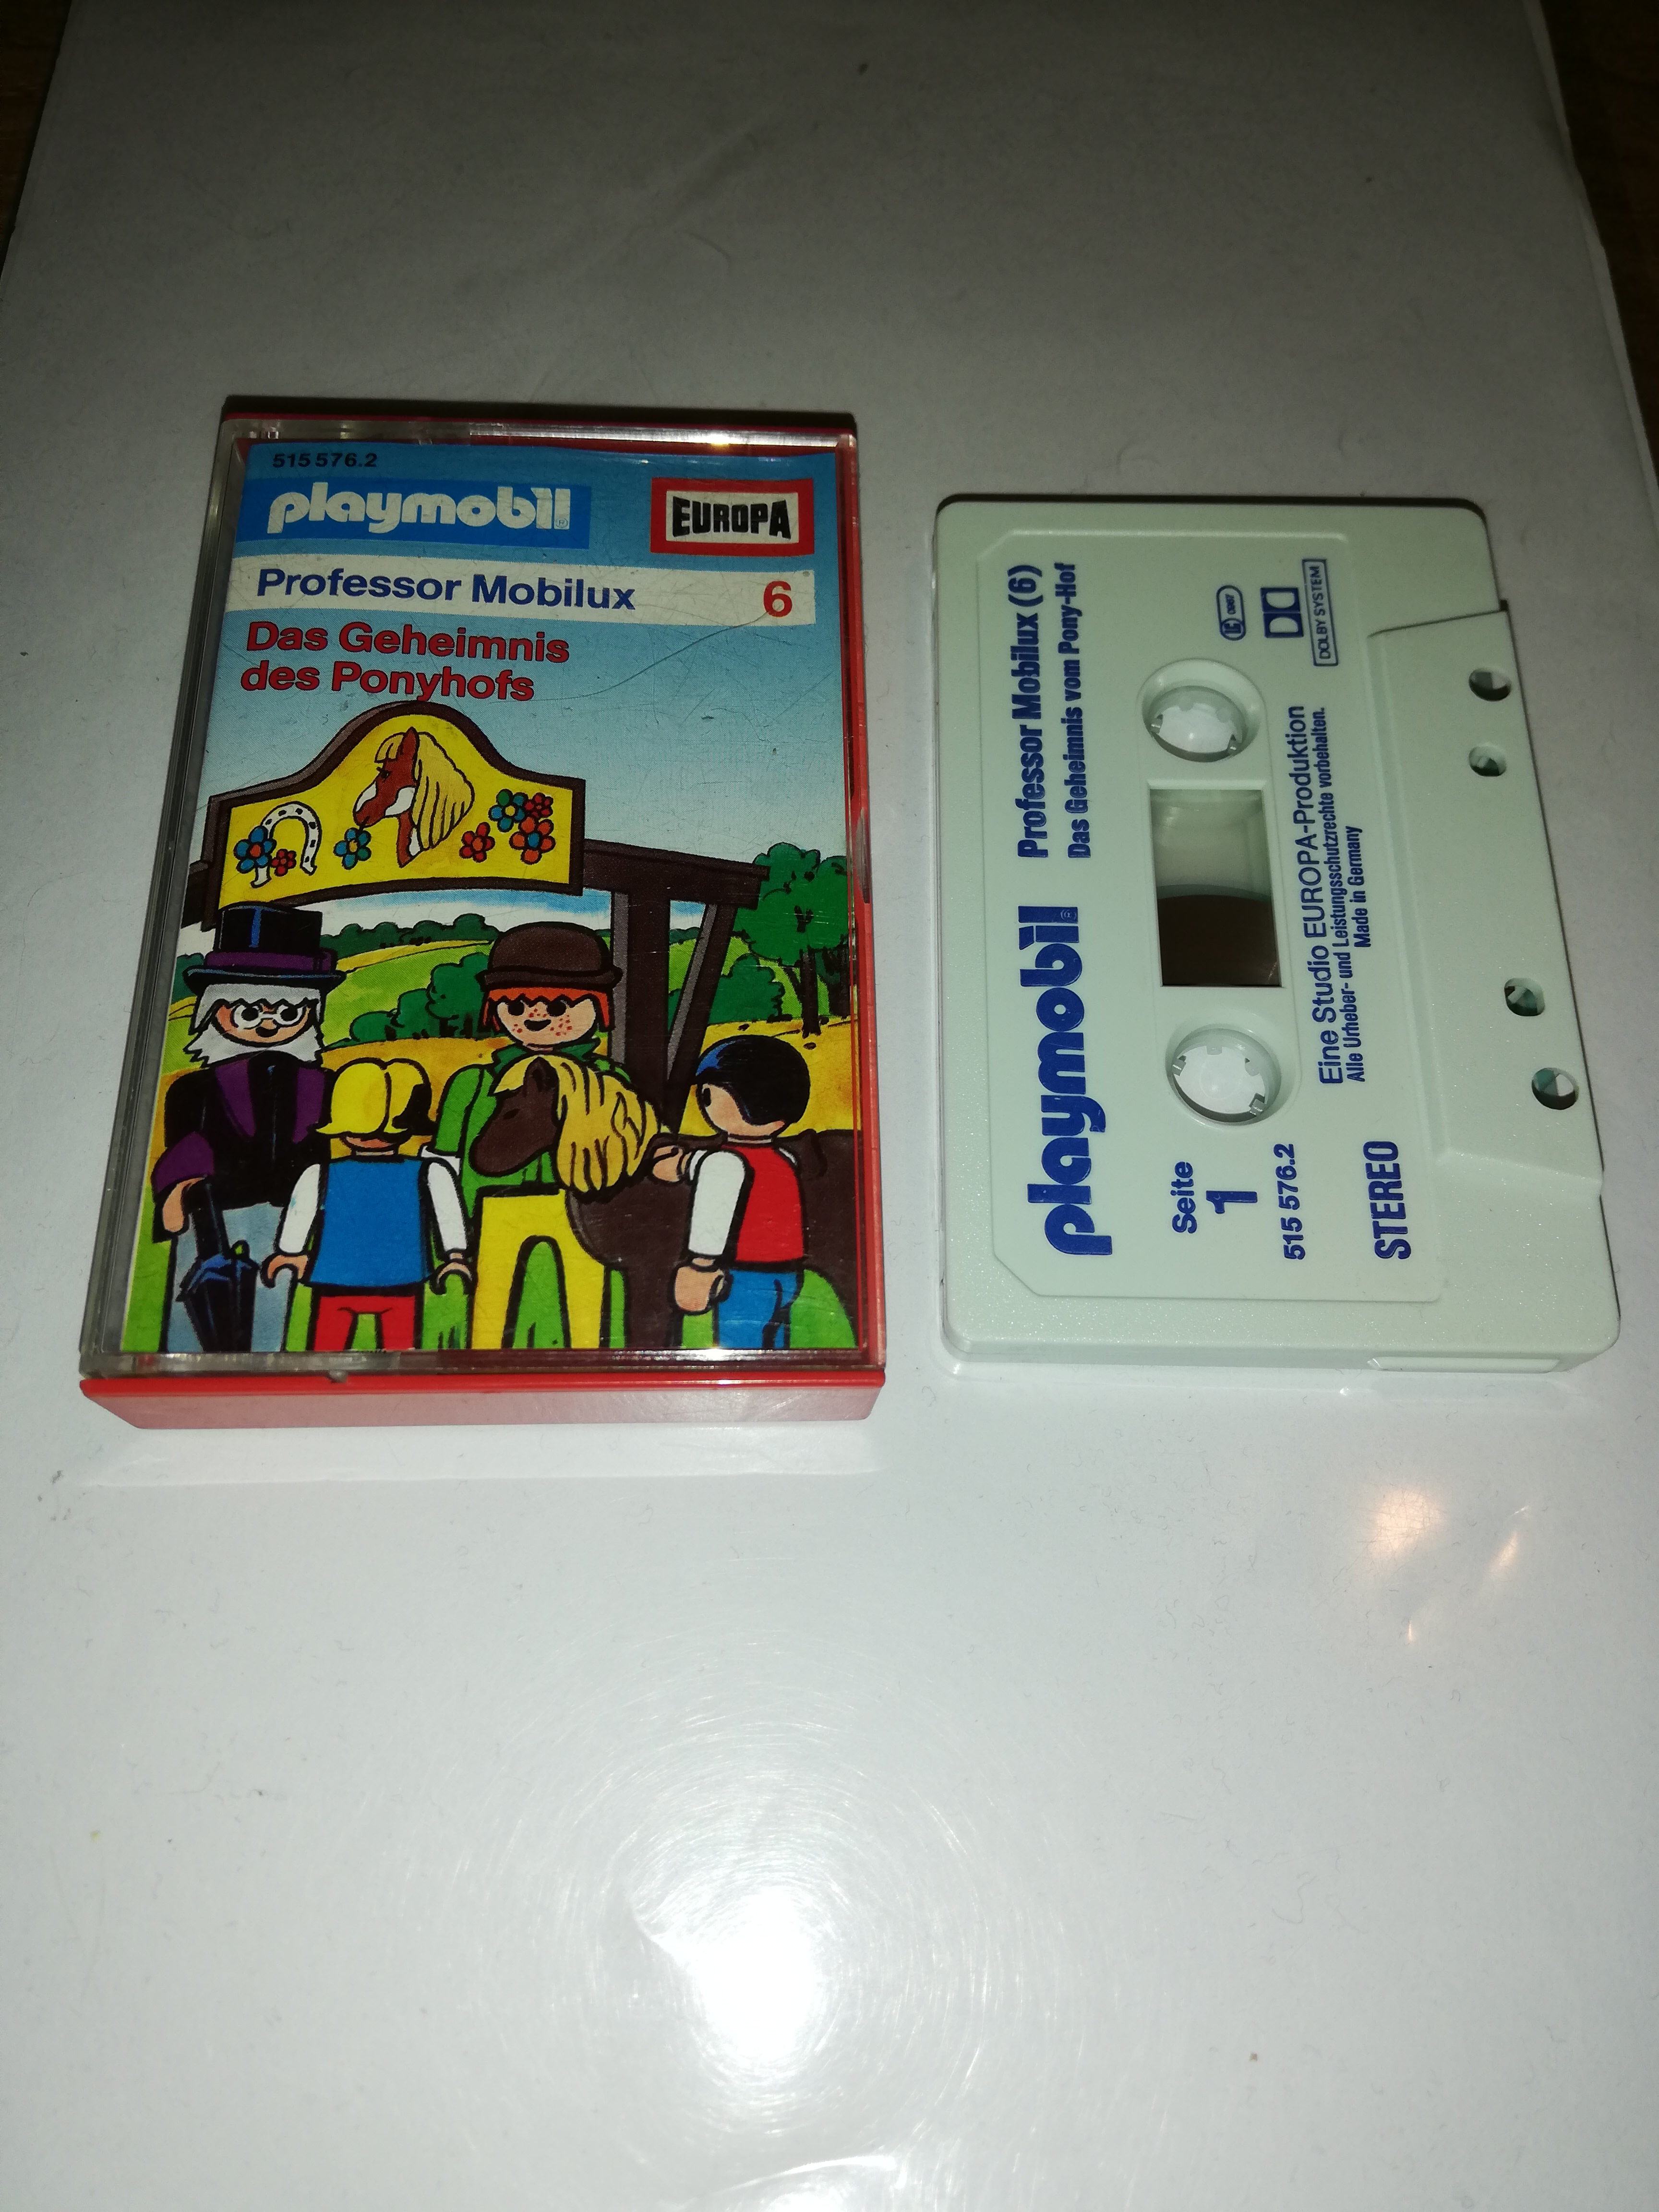 515 576.2
playmobil®
EUROPA
Professor Mobilux 6
Das Geheimnis
des Ponyhofs
playmobil® Professor Mobilux (6)
Das Geheimnis vom Pony-Hof
Seite
1
515 576.2
STEREO
LC 0967
DOLBY SYSTEM
Eine Studio EUROPA-Produktion
Alle Urheber- und Leistungsschutzrechte vorbehalten.
Made in Germany